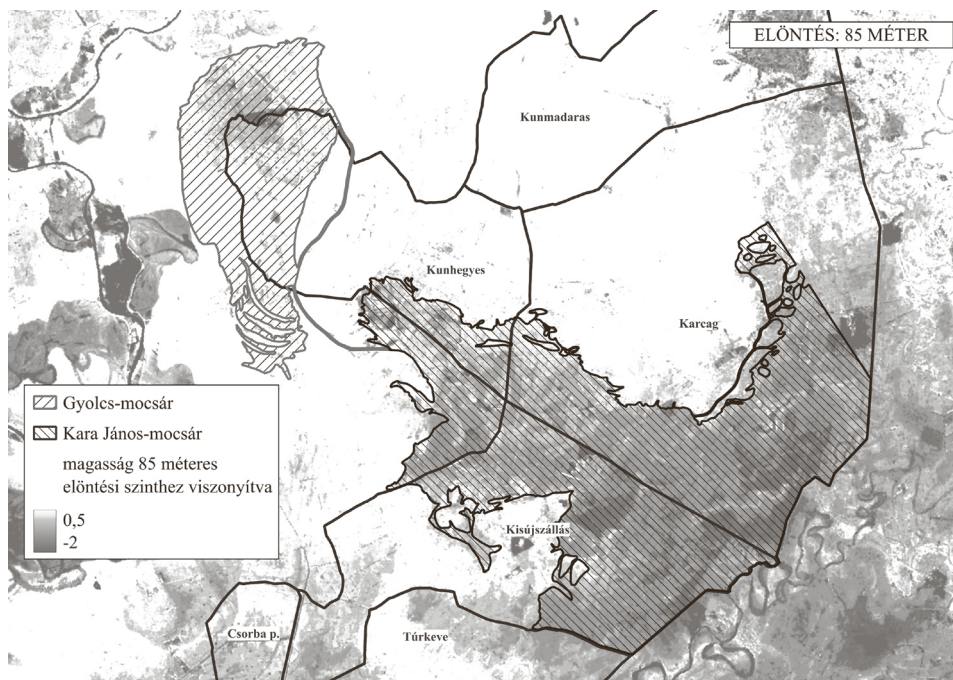 ELÖNTÉS: 85 MÉTER
Kunmadaras
Kunhegyes
Karcag
Gyolcs-mocsár
Kara János-mocsár
magasság 85 méteres
elöntési szinthez viszonyítva
0,5
-2
Kisújszállás
Csorba p.
Túrkeve